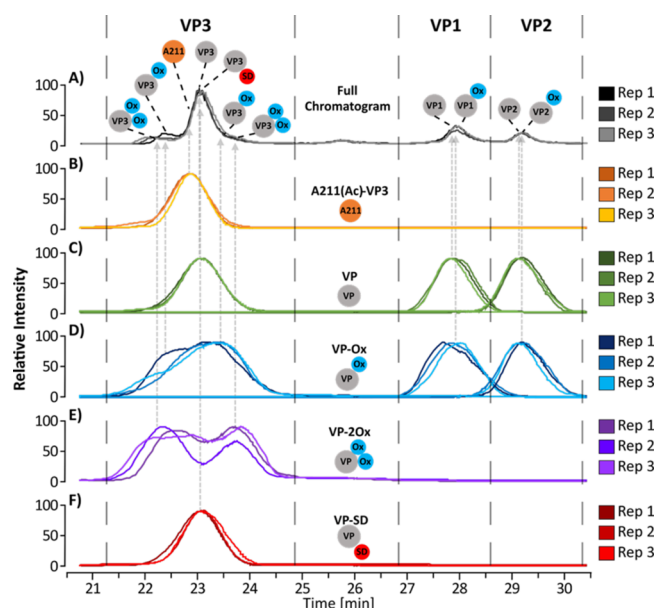 VP3 VP1 VP2
A) Full Chromatogram
100
50
0
VP3 Ox Ox
VP3 Ox
A211
VP3
VP3 SD
VP3 Ox
VP3 Ox Ox
VP1 VP1 Ox
VP2 VP2 Ox
Rep 1
Rep 2
Rep 3
B) A211(Ac)-VP3
A211
100
50
0
Rep 1
Rep 2
Rep 3
C) VP
VP
100
50
0
Rep 1
Rep 2
Rep 3
D) VP-Ox
Ox
VP
100
50
0
Rep 1
Rep 2
Rep 3
E) VP-2Ox
Ox
VP Ox
100
50
0
Rep 1
Rep 2
Rep 3
F) VP-SD
VP
SD
100
50
0
Rep 1
Rep 2
Rep 3
Relative Intensity
21 22 23 24 25 26 27 28 29 30
Time [min]